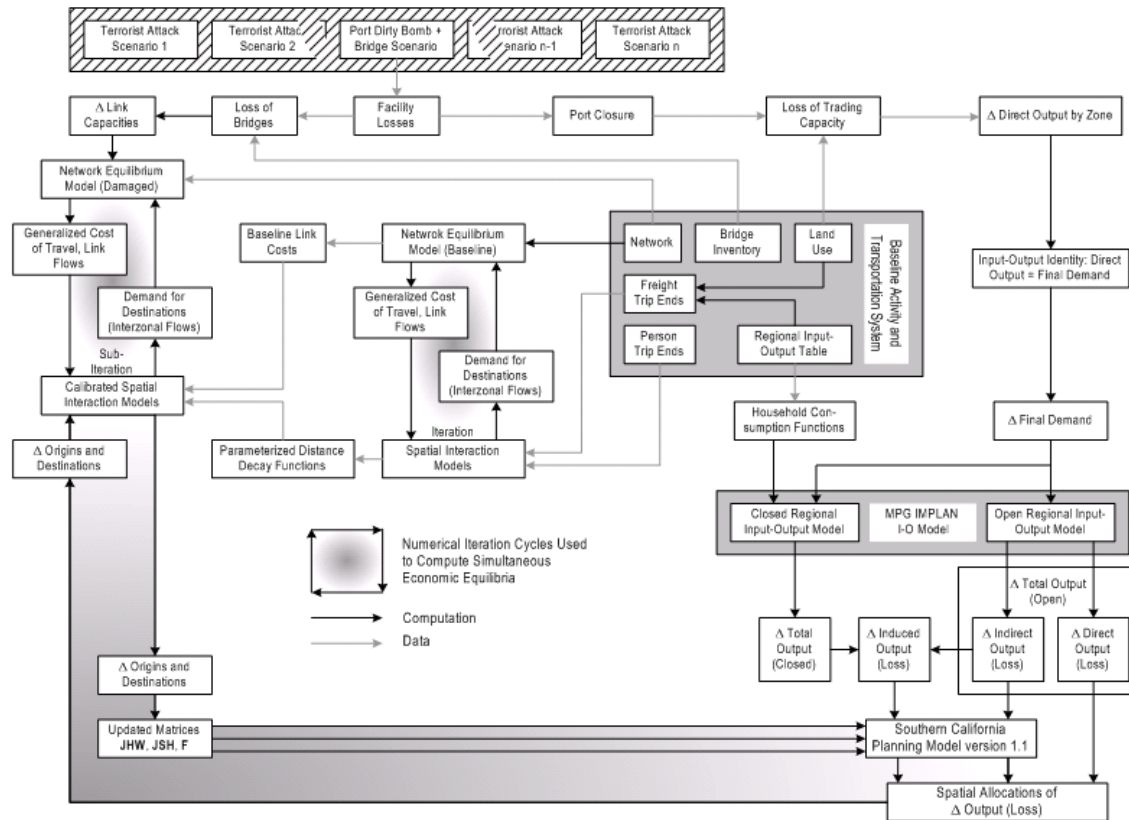 Terrorist Attack
Scenario 1
Terrorist Attac
Scenario 2
Port Dirty Bomb +
Bridge Scenario
errorist Attack
cenario n-1
Terrorist Attack
Scenario n
Δ Link
Capacities
Loss of
Bridges
Facility
Losses
Port Closure
Loss of Trading
Capacity
Δ Direct Output by Zone
Network Equilibrium
Model (Damaged)
Generalized Cost
of Travel, Link
Flows
Demand for
Destinations
(Interzonal Flows)
Sub-
Iteration
Calibrated Spatial
Interaction Models
Δ Origins and
Destinations
Baseline Link
Costs
Netwrok Equilibrium
Model (Baseline)
Generalized Cost
of Travel, Link
Flows
Demand for
Destinations
(Interzonal Flows)
Iteration
Parameterized Distance
Decay Functions
Spatial Interaction
Models
Network
Bridge
Inventory
Land
Use
Freight
Trip Ends
Person
Trip Ends
Regional Input-
Output Table
Baseline Activity and
Transportation System
Input-Output Identity: Direct
Output = Final Demand
Household Con-
sumption Functions
Δ Final Demand
Closed Regional
Input-Output Model
MPG IMPLAN
I-O Model
Open Regional Input-
Output Model
Numerical Iteration Cycles Used
to Compute Simultaneous
Economic Equilibria
Computation
Data
Δ Total Output
(Open)
Δ Total
Output
(Closed)
Δ Induced
Output
(Loss)
Δ Indirect
Output
(Loss)
Δ Direct
Output
(Loss)
Δ Origins and
Destinations
Updated Matrices
JHW, JSH, F
Southern California
Planning Model version 1.1
Spatial Allocations of
Δ Output (Loss)